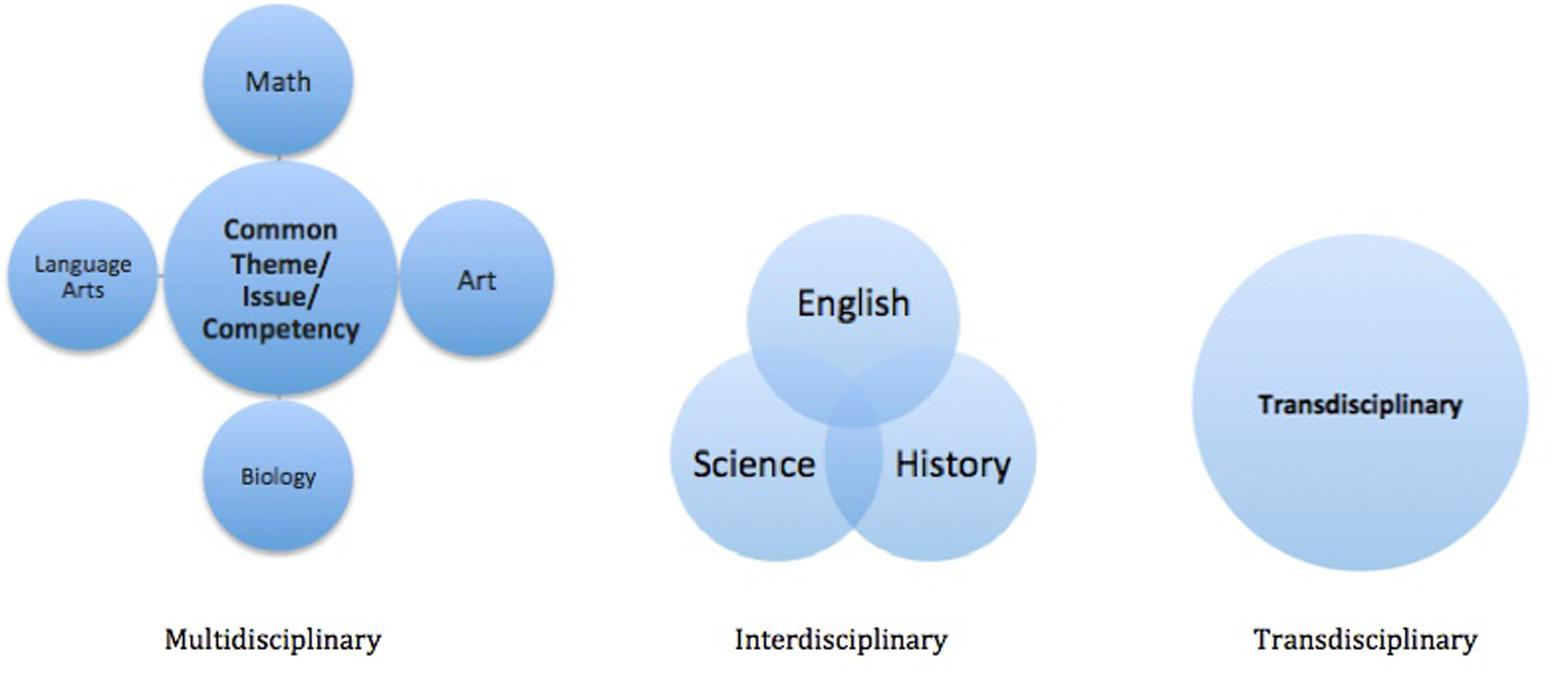 Math
Common
Theme/
Issue/
Competency
Language
Arts
Art
Biology
Multidisciplinary
English
Science
History
Interdisciplinary
Transdisciplinary
Transdisciplinary